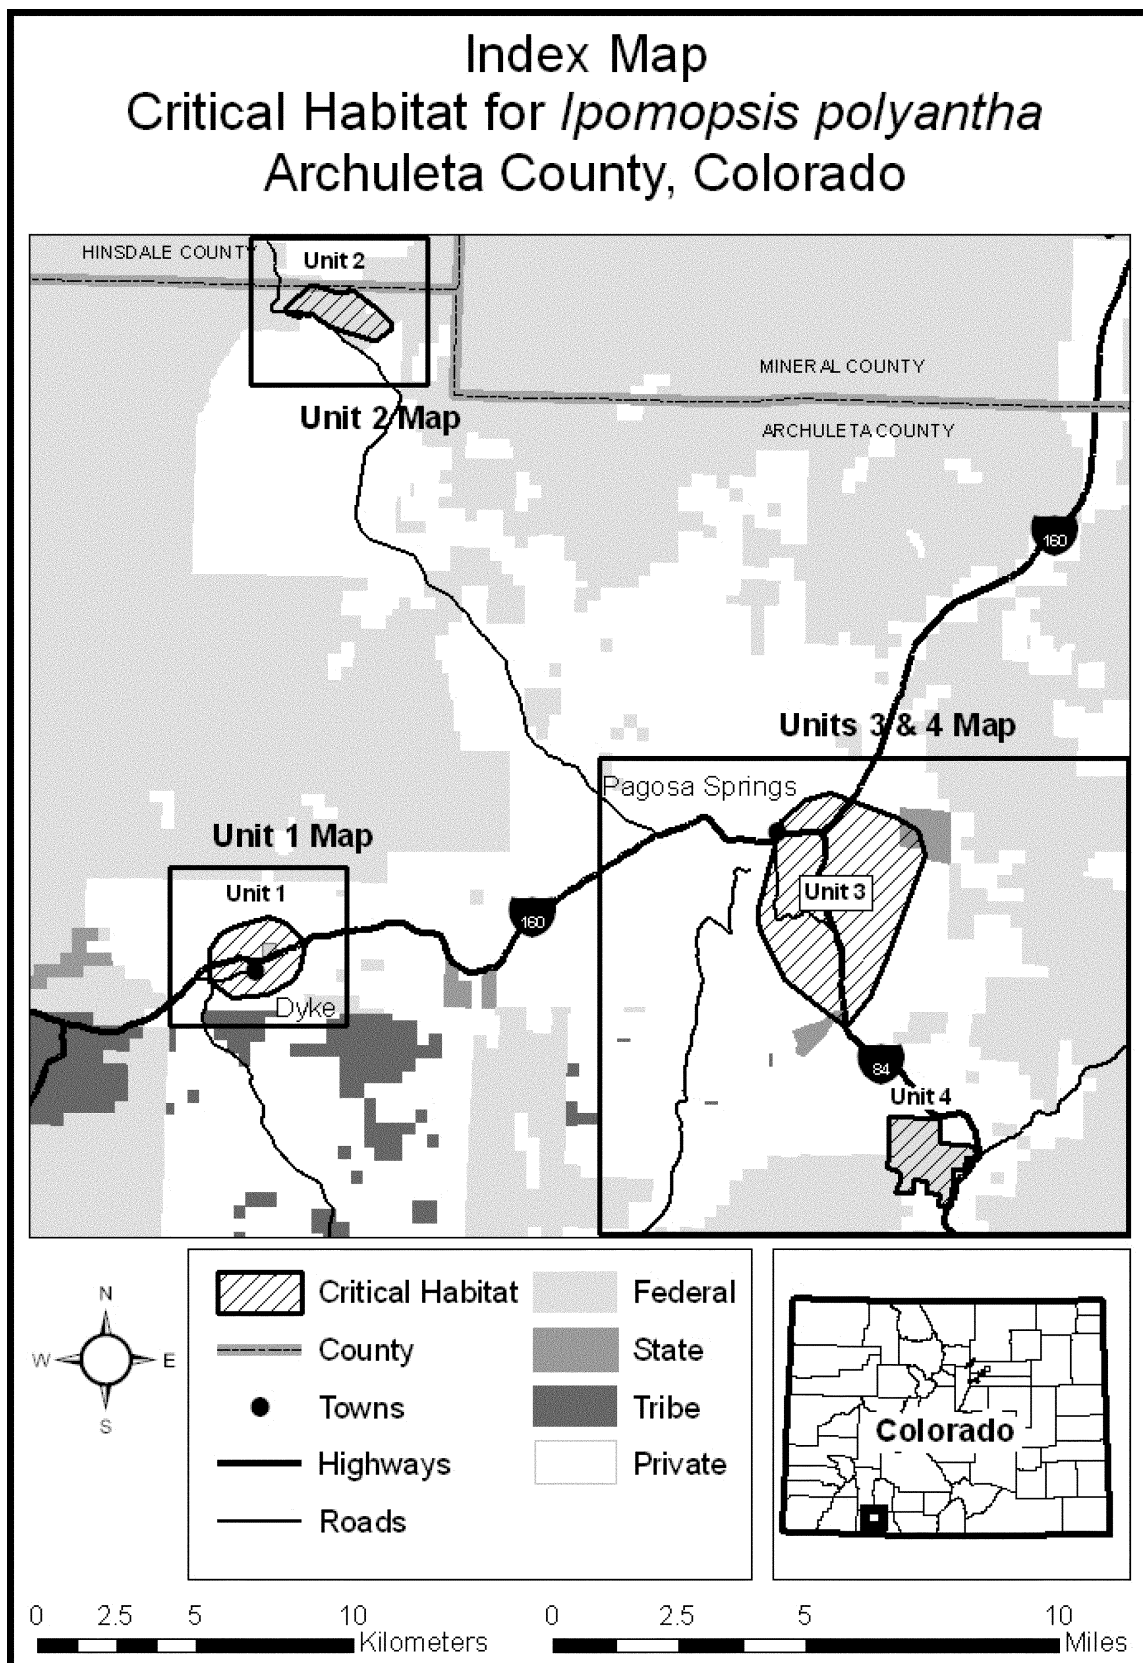 Index Map
Critical Habitat for Ipomopsis polyantha
Archuleta County, Colorado
HINSDALE COUNTY
Unit 2
MINERAL COUNTY
Unit 2 Map
ARCHULETA COUNTY
160
Units 3 & 4 Map
Pagosa Springs
Unit 1 Map
Unit 1
Unit 3
160
Dyke
84
Unit 4
N
W E
S
Critical Habitat
County
Towns
Highways
Roads
Federal
State
Tribe
Private
Colorado
0 2.5 5 10
Kilometers
0 2.5 5 10
Miles